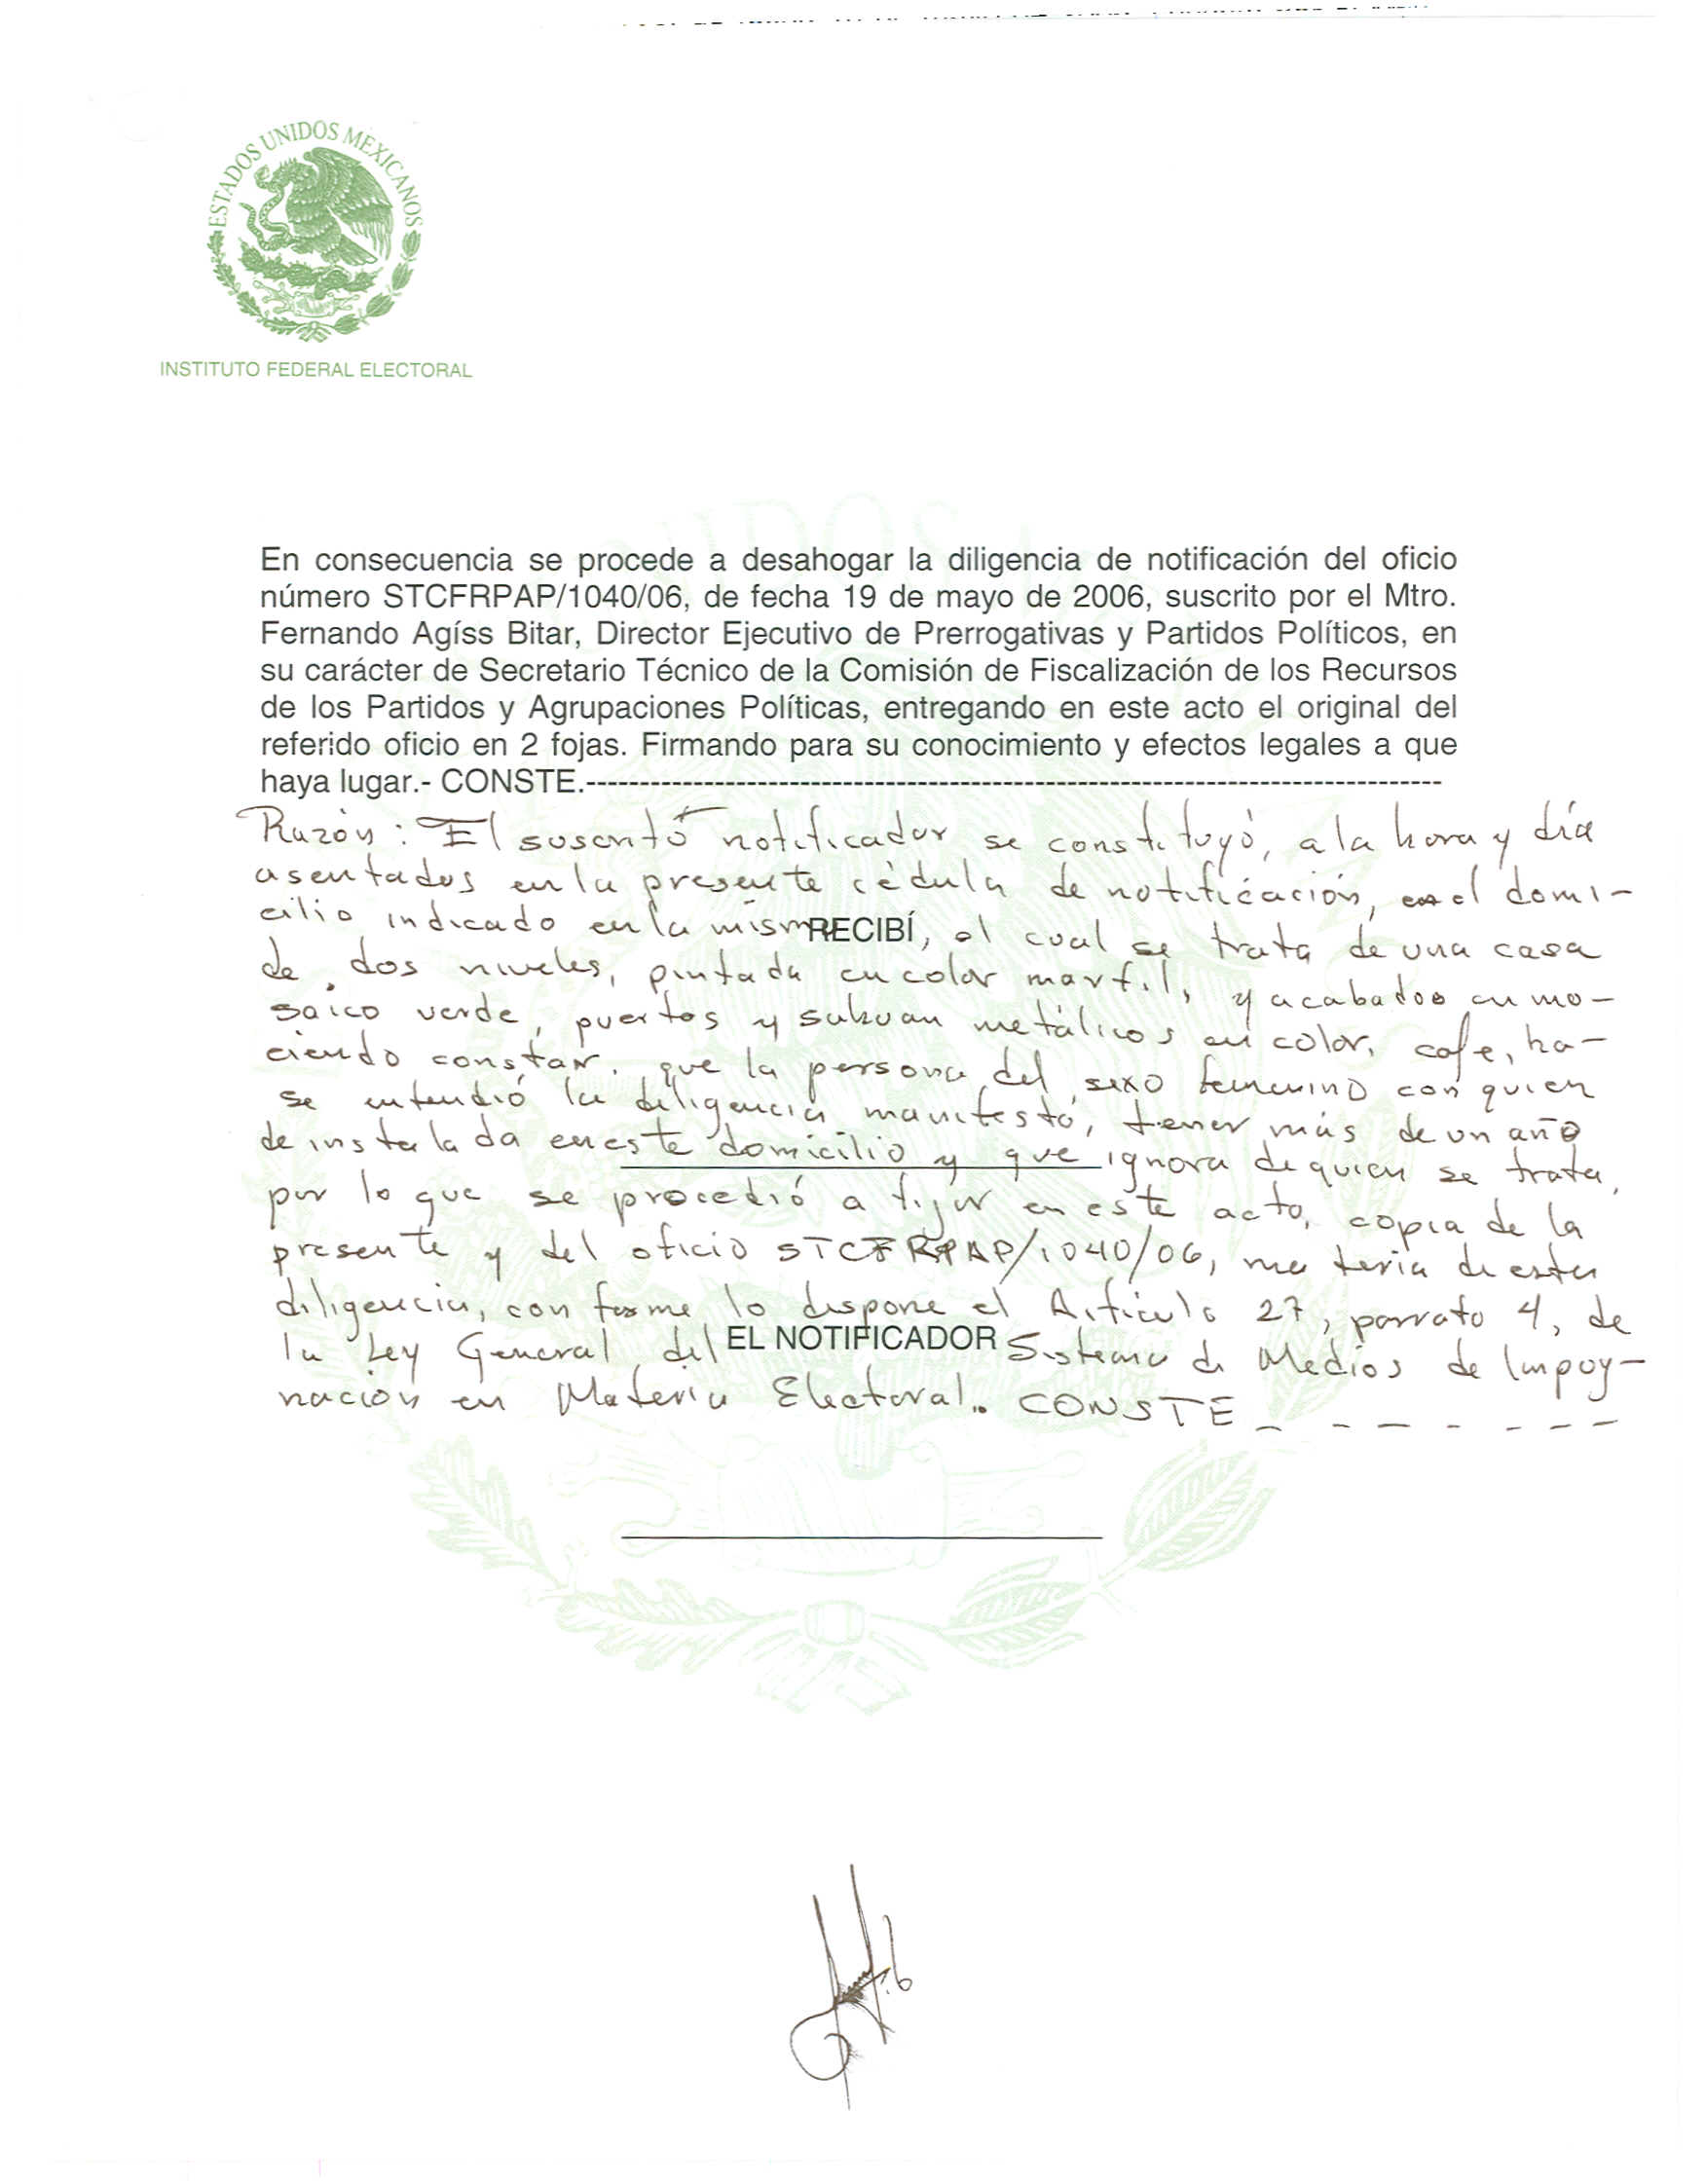 ESTADOS UNIDOS MEXICANOS
INSTITUTO FEDERAL ELECTORAL
En consecuencia se procede a desahogar la diligencia de notificación del oficio
número STCFRPAP/1040/06, de fecha 19 de mayo de 2006, suscrito por el Mtro.
Fernando Agíss Bitar, Director Ejecutivo de Prerrogativas y Partidos Políticos, en
su carácter de Secretario Técnico de la Comisión de Fiscalización de los Recursos
de los Partidos y Agrupaciones Políticas, entregando en este acto el original del
referido oficio en 2 fojas. Firmando para su conocimiento y efectos legales a que
haya lugar.- CONSTE.-------------------------------------------------------------------------------
Razón: El suscrito notificador se constituyó, a la hora y día
asentados en la presente cédula de notificación, en el domi-
cilio indicado en la misma, el cual se trata de una casa
RECIBÍ
de dos niveles, pintada en color marfil, y acabados en mo-
saico verde, puertas y sahuan metálicos en color, cafe, ha-
ciendo constar. que la persona del sexo femenino con quien
se entendió la diligencia manifestó, tener más de un año
de instalada en este domicilio y que ignora de quien se trata,
por lo que se procedió a fijar en este acto, copia de la
presente y del oficio STCFRPAP/1040/06, materia de esta
diligencia, conforme lo dispone el Artículo 27, parrafo 4, de
la Ley General del Sistema de Medios de Impug-
EL NOTIFICADOR
nación en Materia Electoral.. CONSTE - - - - - - -